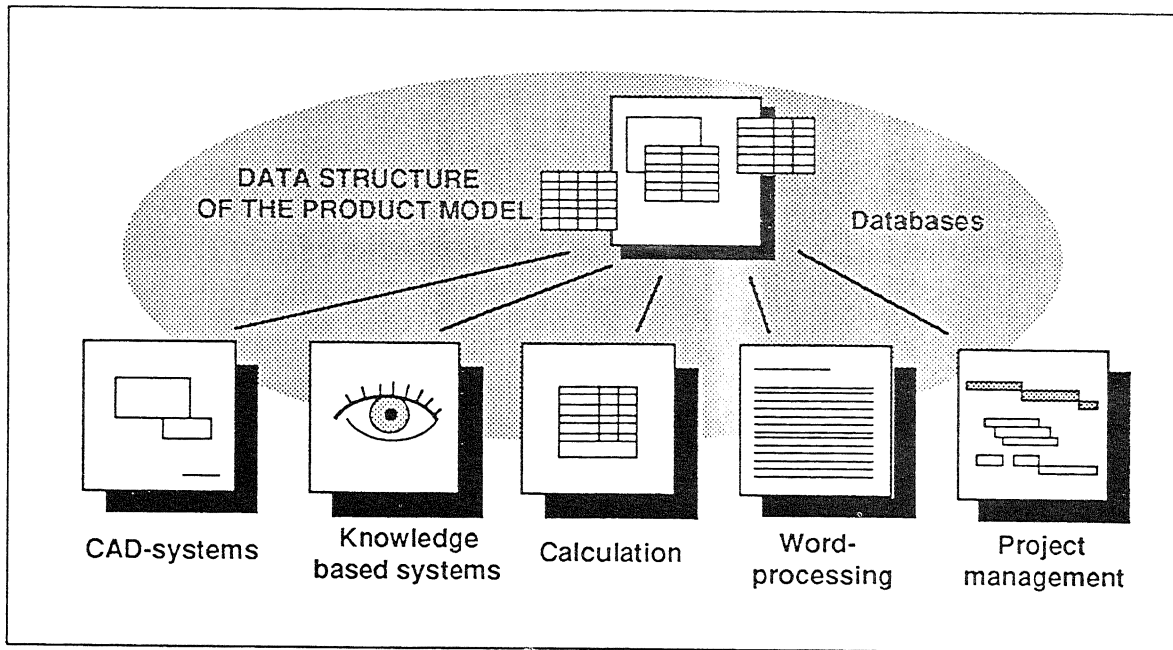 DATA STRUCTURE
OF THE PRODUCT MODEL
Databases
CAD-systems
Knowledge
based systems
Calculation
Word-
processing
Project
management